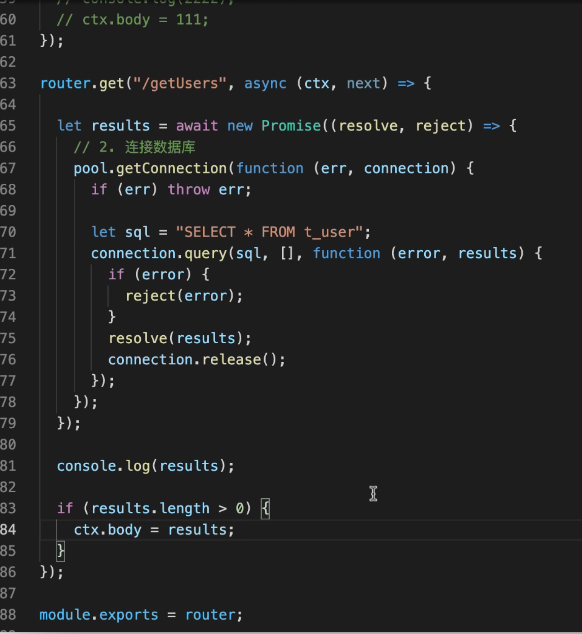 59 // console.log(2222);
60 // ctx.body = 111;
61 });
62
63 router.get("/getUsers", async (ctx, next) => {
64
65 let results = await new Promise((resolve, reject) => {
66 // 2. 连接数据库
67 pool.getConnection(function (err, connection) {
68 if (err) throw err;
69
70 let sql = "SELECT * FROM t_user";
71 connection.query(sql, [], function (error, results) {
72 if (error) {
73 reject(error);
74 }
75 resolve(results);
76 connection.release();
77 });
78 });
79 });
80
81 console.log(results);
82
83 if (results.length > 0) {
84 ctx.body = results;
85 }
86 });
87
88 module.exports = router;